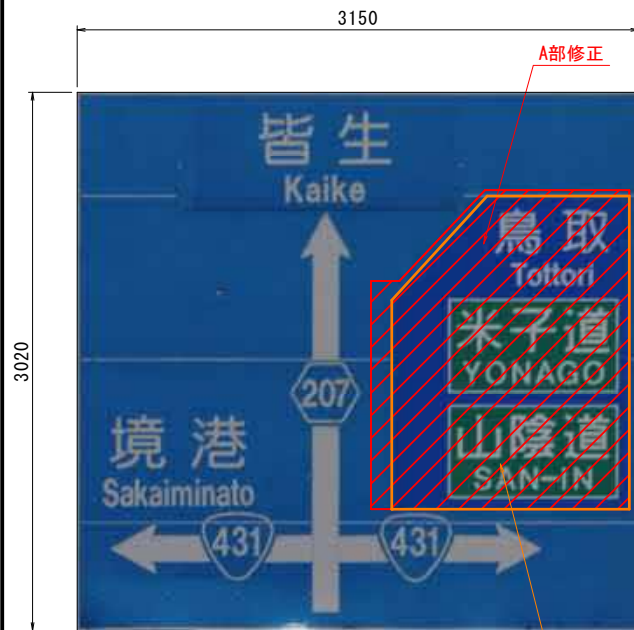 3150
A部修正
皆生
Kaike
鳥取
Tottori
米子道
YONAGO
3020
207
境港
Sakaiminato
山陰道
SAN-IN
431
431